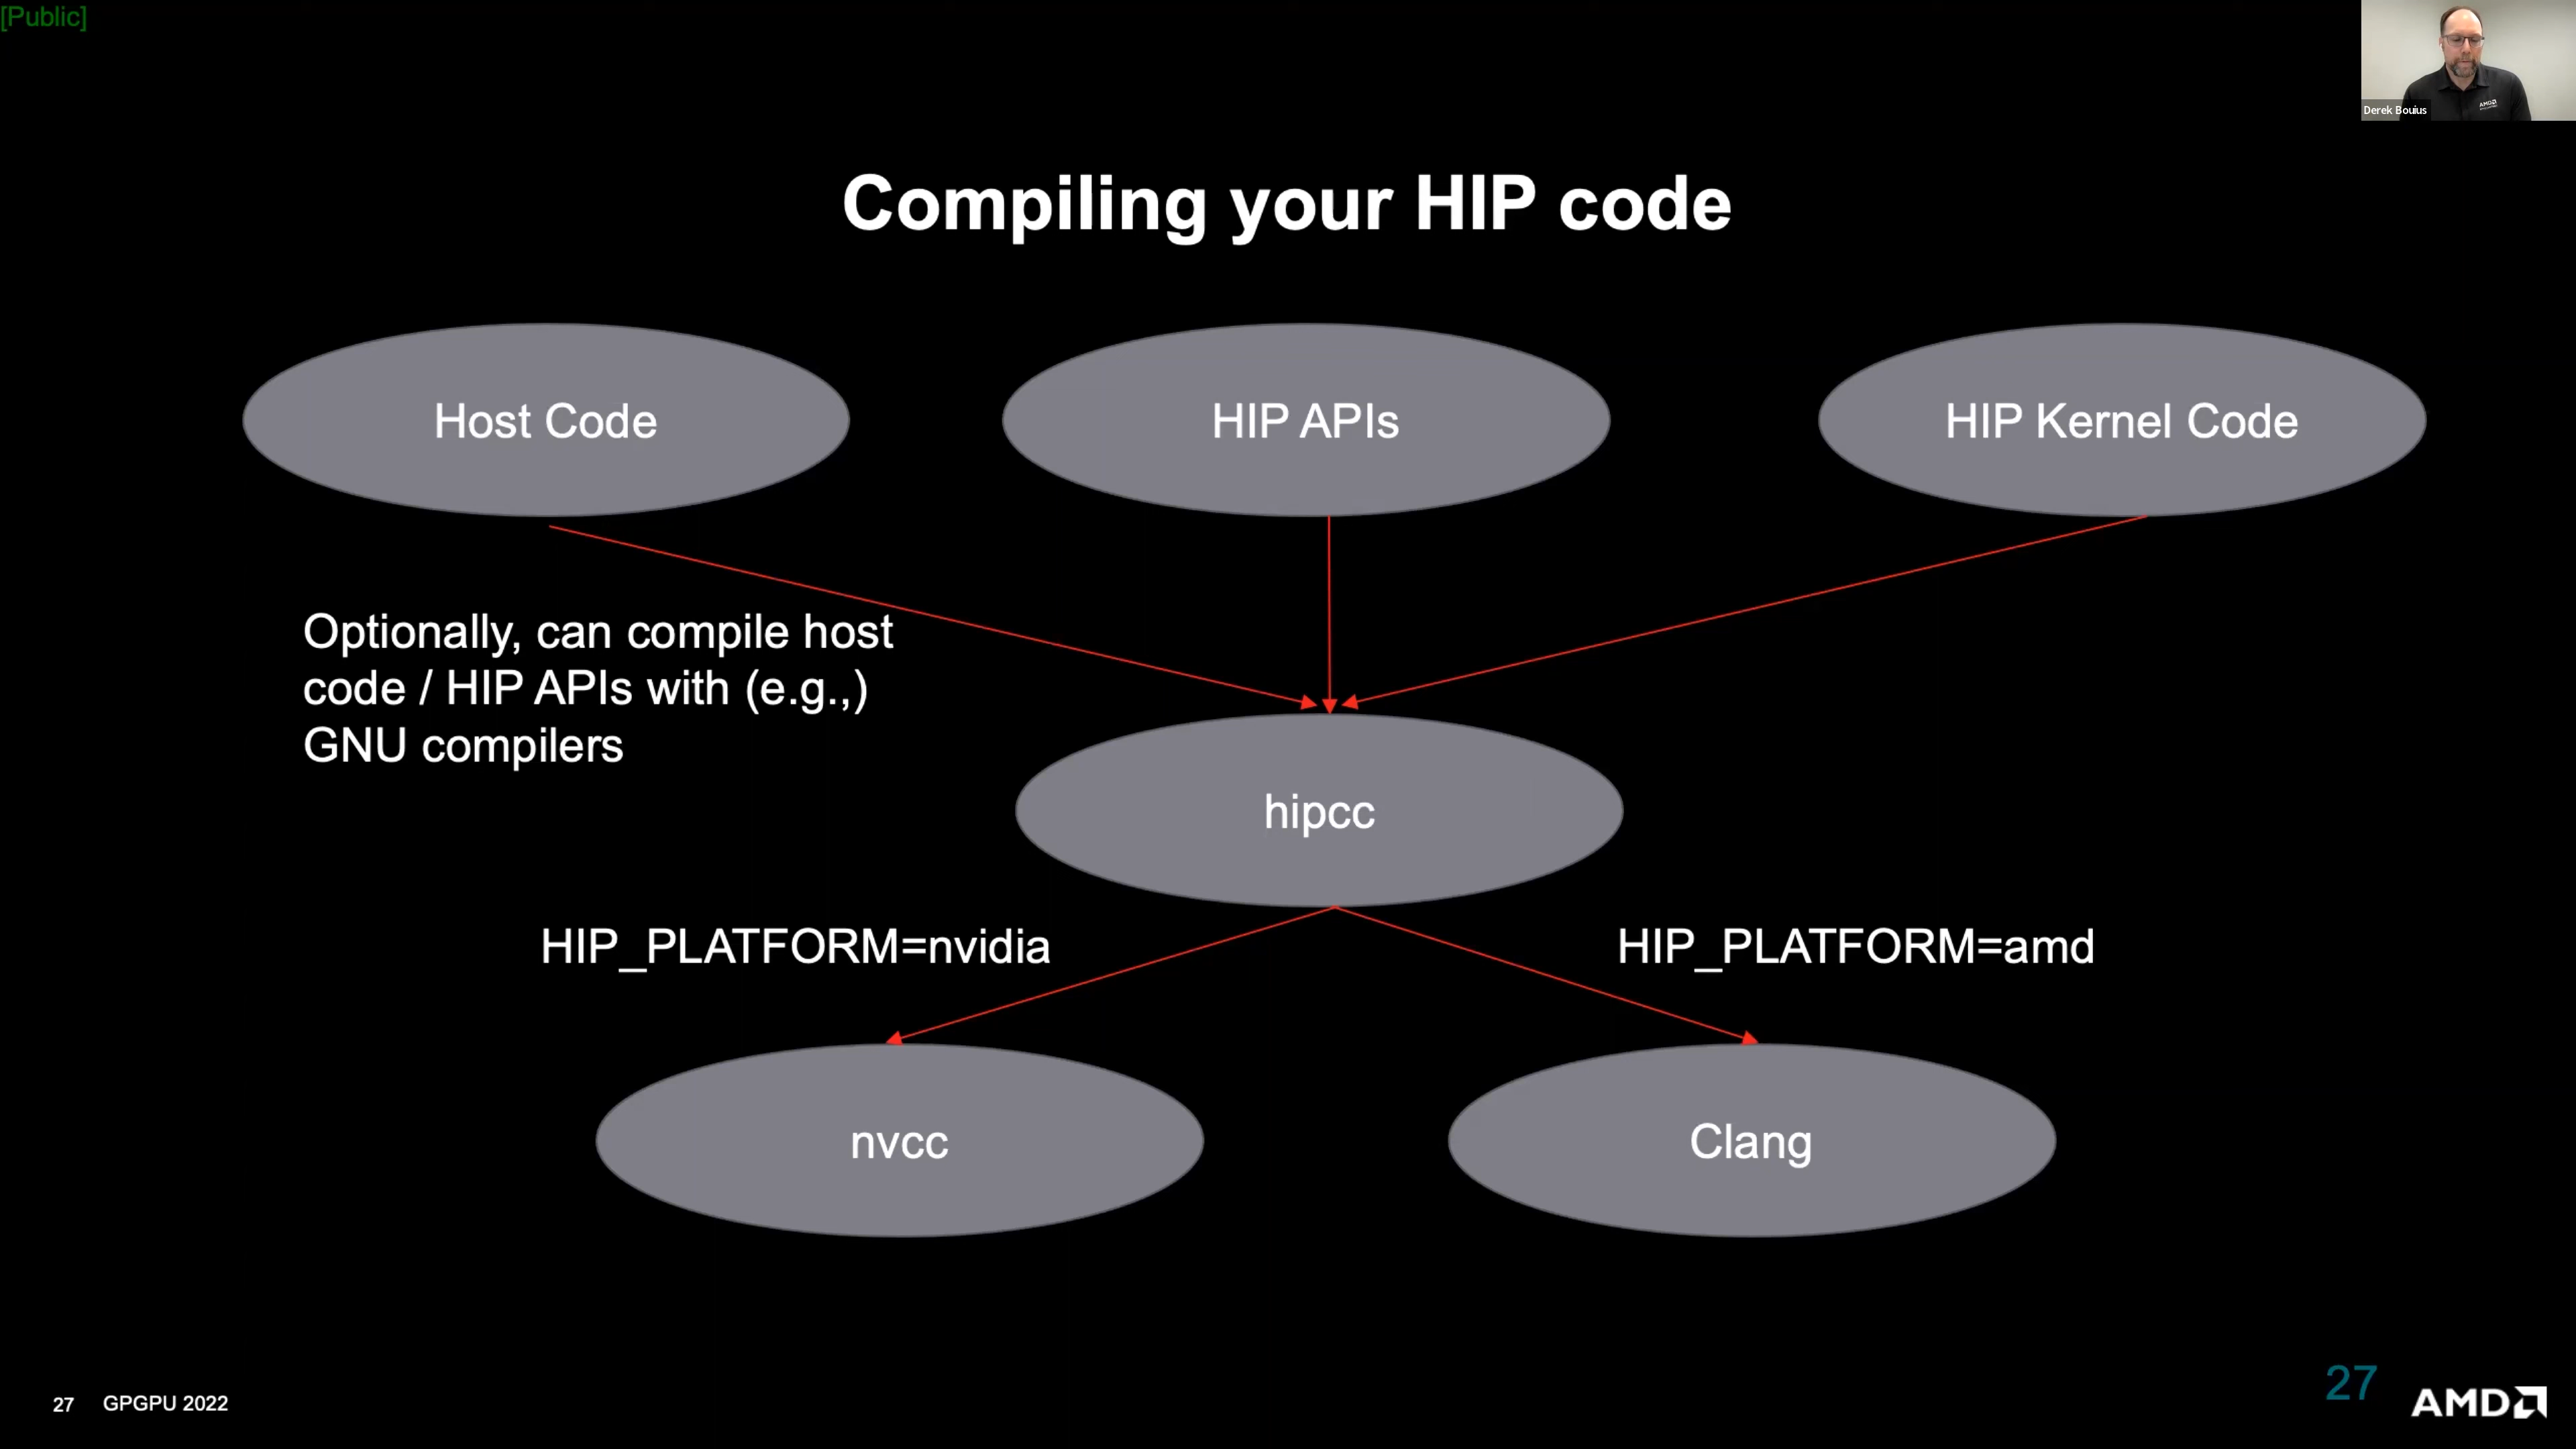 [Public]
Derek Bouius
AMD
Compiling your HIP code
Host Code
HIP APIs
HIP Kernel Code
Optionally, can compile host
code / HIP APIs with (e.g.,)
GNU compilers
hipcc
HIP_PLATFORM=nvidia
HIP_PLATFORM=amd
nvcc
Clang
27
GPGPU 2022
27
AMD